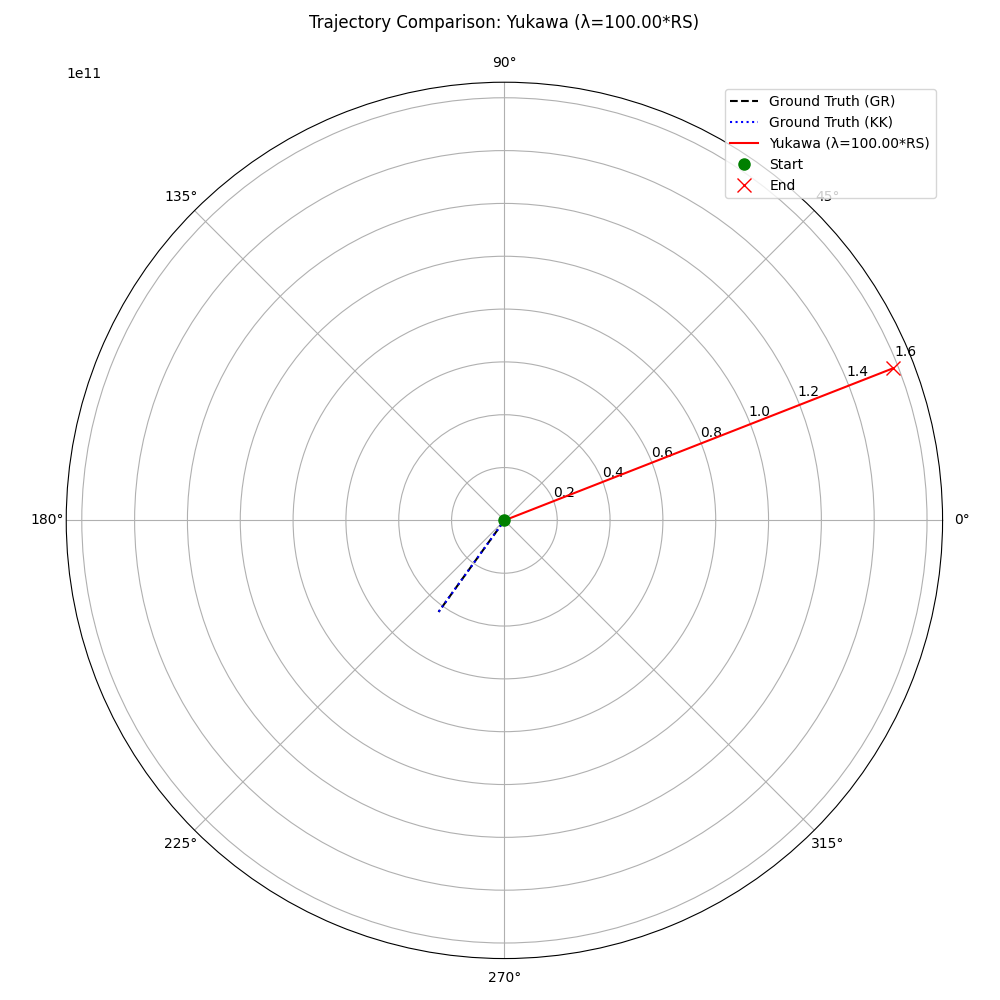 Trajectory Comparison: Yukawa (λ=100.00*RS)
90°
1e11
Ground Truth (GR)
Ground Truth (KK)
Yukawa (λ=100.00*RS)
Start
End
135°
45°
1.6
1.4
1.2
1.0
0.8
0.6
0.4
0.2
180°
0°
225°
315°
270°